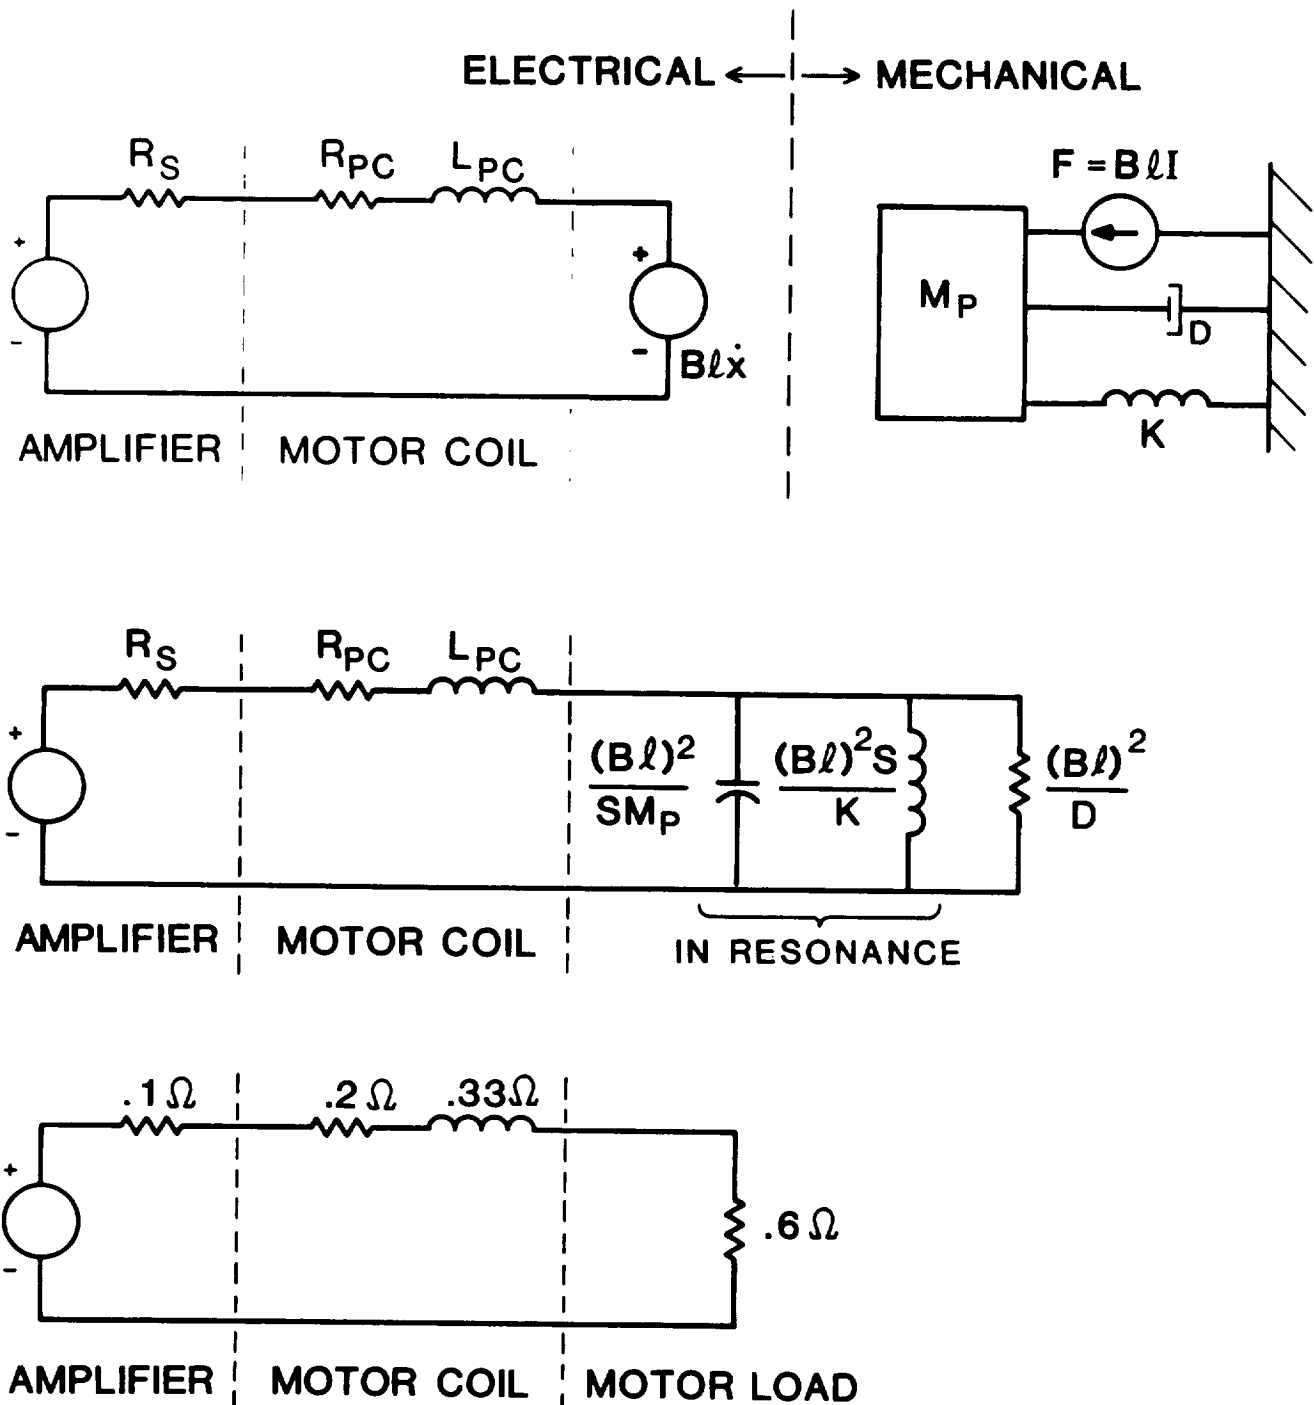 ELECTRICAL ←→ MECHANICAL
R_S R_PC L_PC F = BℓI
+ + M_P D
- - Bℓẋ K
AMPLIFIER MOTOR COIL
R_S R_PC L_PC
+ (Bℓ)²/SM_P (Bℓ)²S/K (Bℓ)²/D
-
AMPLIFIER MOTOR COIL IN RESONANCE
.1Ω .2Ω .33Ω
+
- .6Ω
AMPLIFIER MOTOR COIL MOTOR LOAD